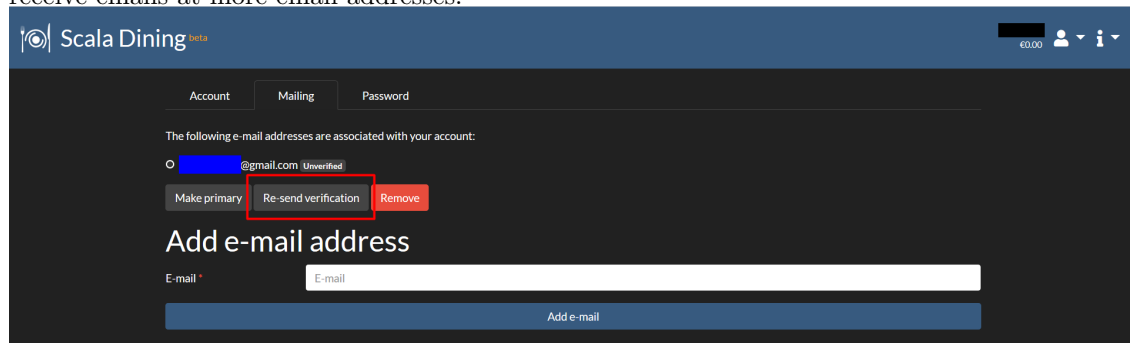 receive emails at more email addresses.
Scala Dining beta
€0.00
Account Mailing Password
The following e-mail addresses are associated with your account:
@gmail.com Unverified
Make primary Re-send verification Remove
Add e-mail address
E-mail * E-mail
Add e-mail